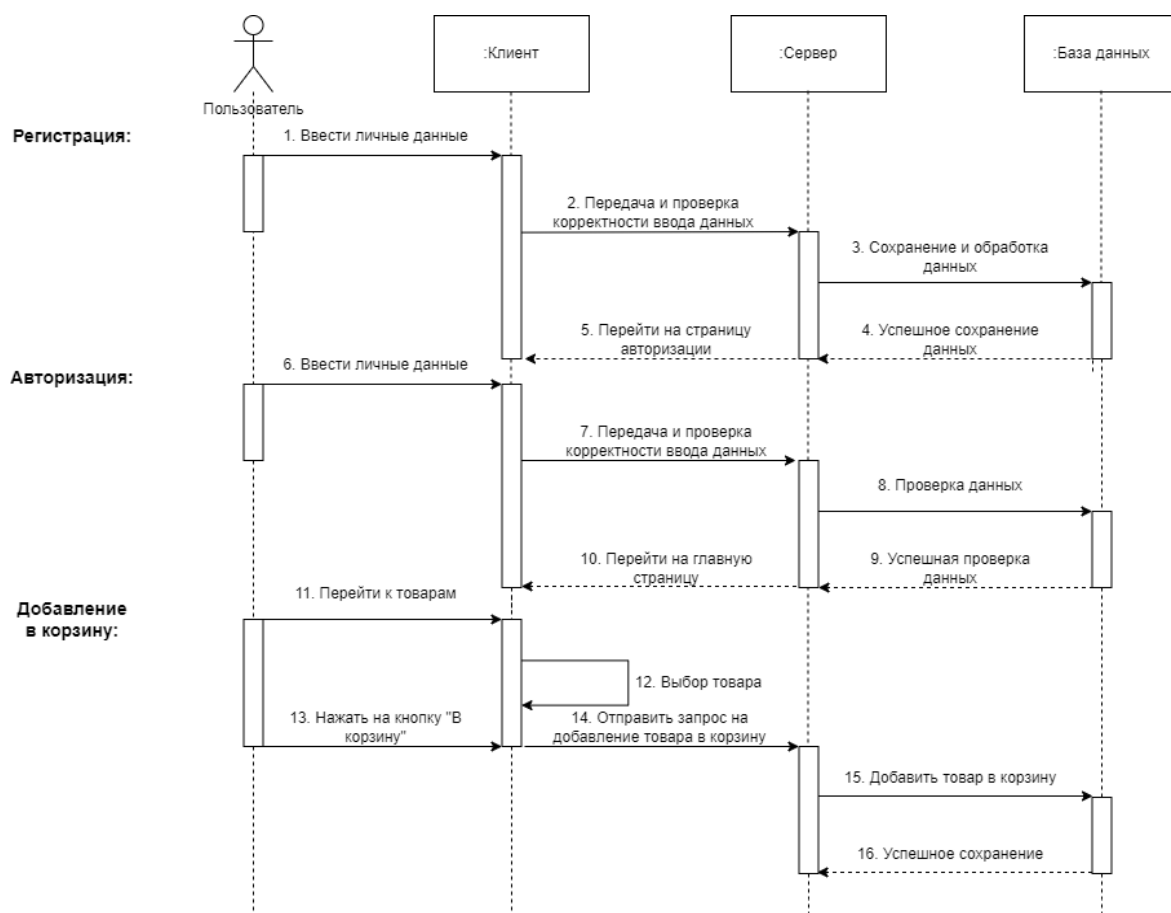 :Клиент
:Сервер
:База данных
Пользователь
Регистрация:
1. Ввести личные данные
2. Передача и проверка
корректности ввода данных
3. Сохранение и обработка
данных
5. Перейти на страницу
авторизации
4. Успешное сохранение
данных
Авторизация:
6. Ввести личные данные
7. Передача и проверка
корректности ввода данных
8. Проверка данных
10. Перейти на главную
страницу
9. Успешная проверка
данных
11. Перейти к товарам
Добавление
в корзину:
12. Выбор товара
13. Нажать на кнопку "В
корзину"
14. Отправить запрос на
добавление товара в корзину
15. Добавить товар в корзину
16. Успешное сохранение